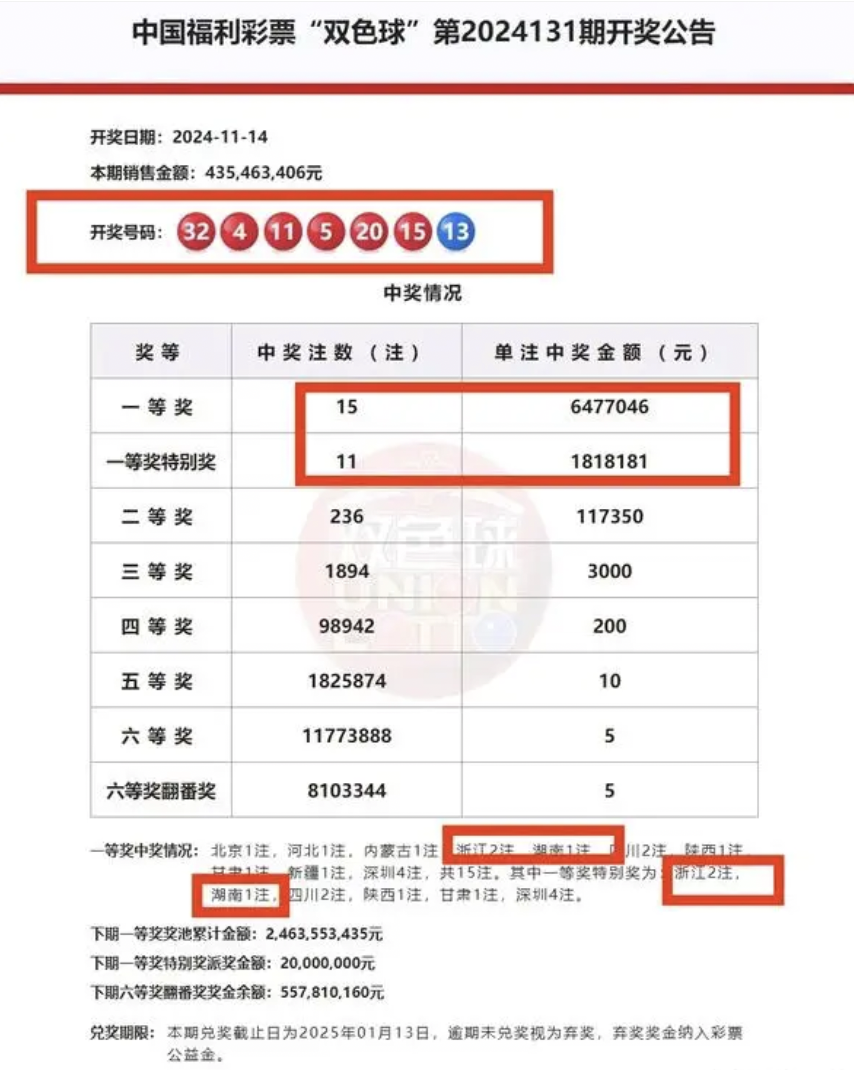 中国福利彩票“双色球”第2024131期开奖公告
开奖日期：2024-11-14
本期销售金额：435,463,406元
开奖号码： 32 4 11 5 20 15 13
中奖情况
奖等 中奖注数（注） 单注中奖金额（元）
一等奖 15 6477046
一等奖特别奖 11 1818181
二等奖 236 117350
三等奖 1894 3000
四等奖 98942 200
五等奖 1825874 10
六等奖 11773888 5
六等奖翻番奖 8103344 5
双色球
UNION
LOTTO
一等奖中奖情况： 北京1注，河北1注，内蒙古1注，浙江2注，湖南1注，四川2注，陕西1注，
甘肃1注，新疆1注，深圳4注，共15注。其中一等奖特别奖为：浙江2注，
湖南1注，四川2注，陕西1注，甘肃1注，深圳4注。
下期一等奖奖池累计金额：2,463,553,435元
下期一等奖特别奖派奖金额：20,000,000元
下期六等奖翻番奖奖金余额：557,810,160元
兑奖期限： 本期兑奖截止日为2025年01月13日，逾期未兑奖视为弃奖，弃奖奖金纳入彩票
公益金。